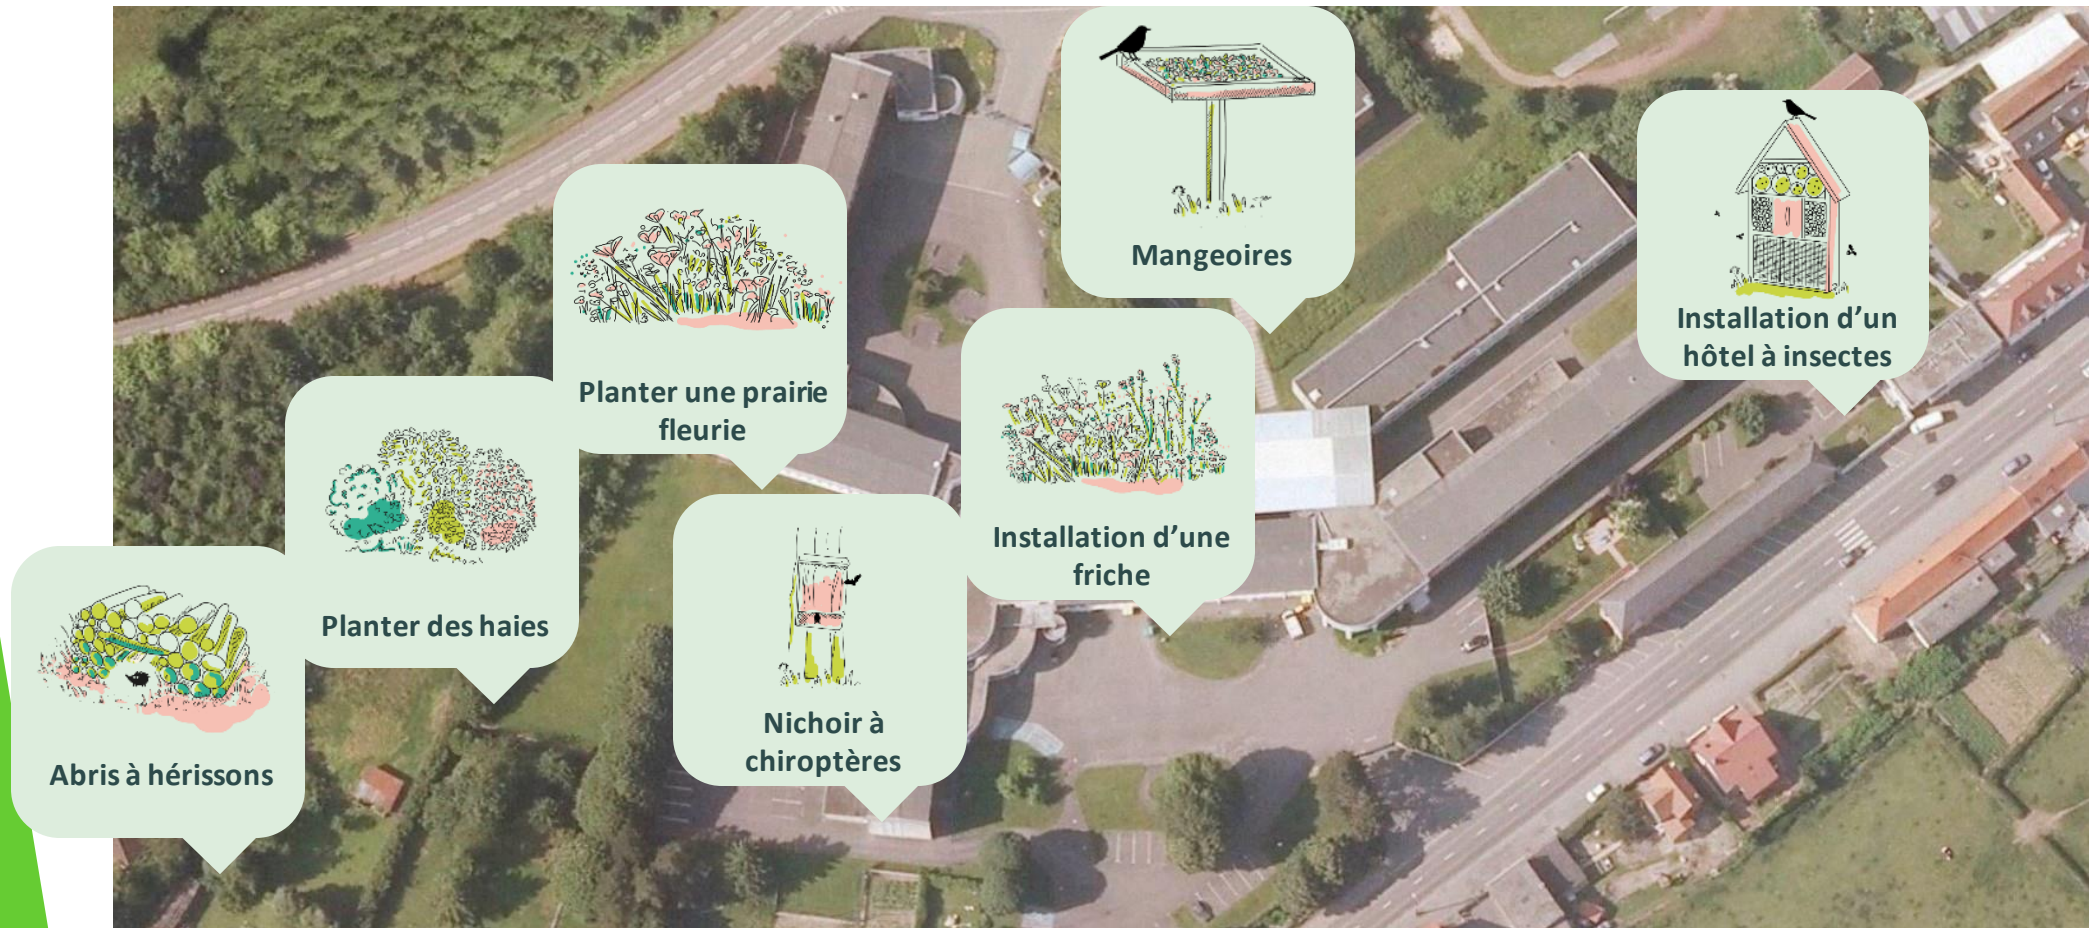 Mangeoires
Installation d’un
hôtel à insectes
Planter une prairie
fleurie
Installation d’une
friche
Planter des haies
Nichoir à
chiroptères
Abris à hérissons